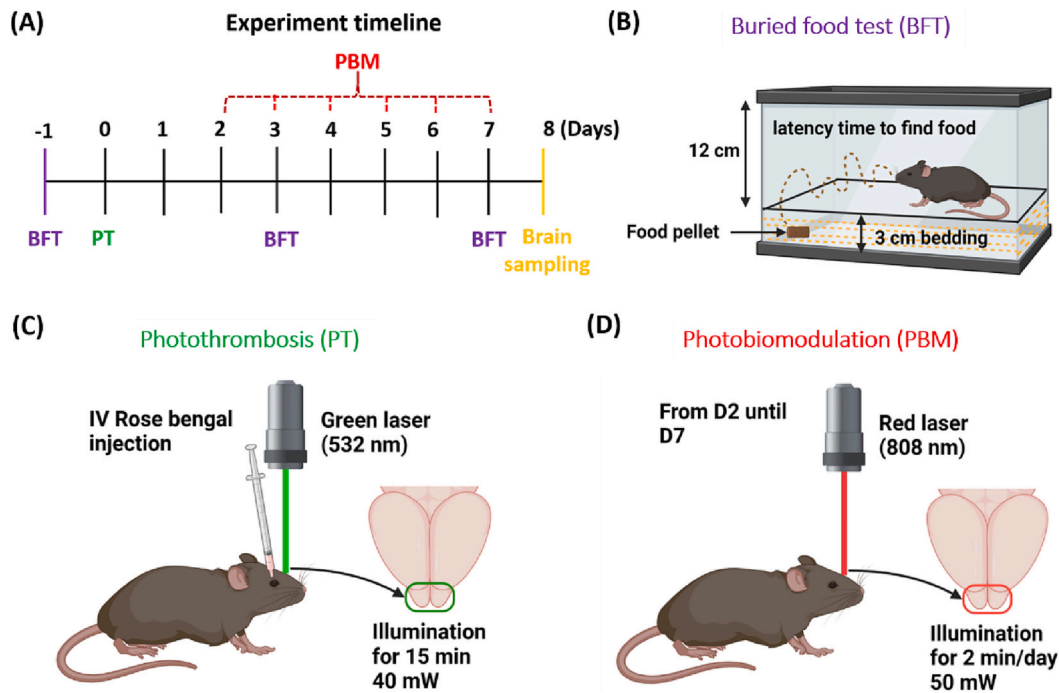 (A)
Experiment timeline
PBM
-1 0 1 2 3 4 5 6 7 8 (Days)
BFT PT BFT BFT Brain
sampling
(B)
Buried food test (BFT)
latency time to find food
12 cm
Food pellet
3 cm bedding
(C)
Photothrombosis (PT)
IV Rose bengal
injection
Green laser
(532 nm)
Illumination
for 15 min
40 mW
(D)
Photobiomodulation (PBM)
From D2 until
D7
Red laser
(808 nm)
Illumination
for 2 min/day
50 mW